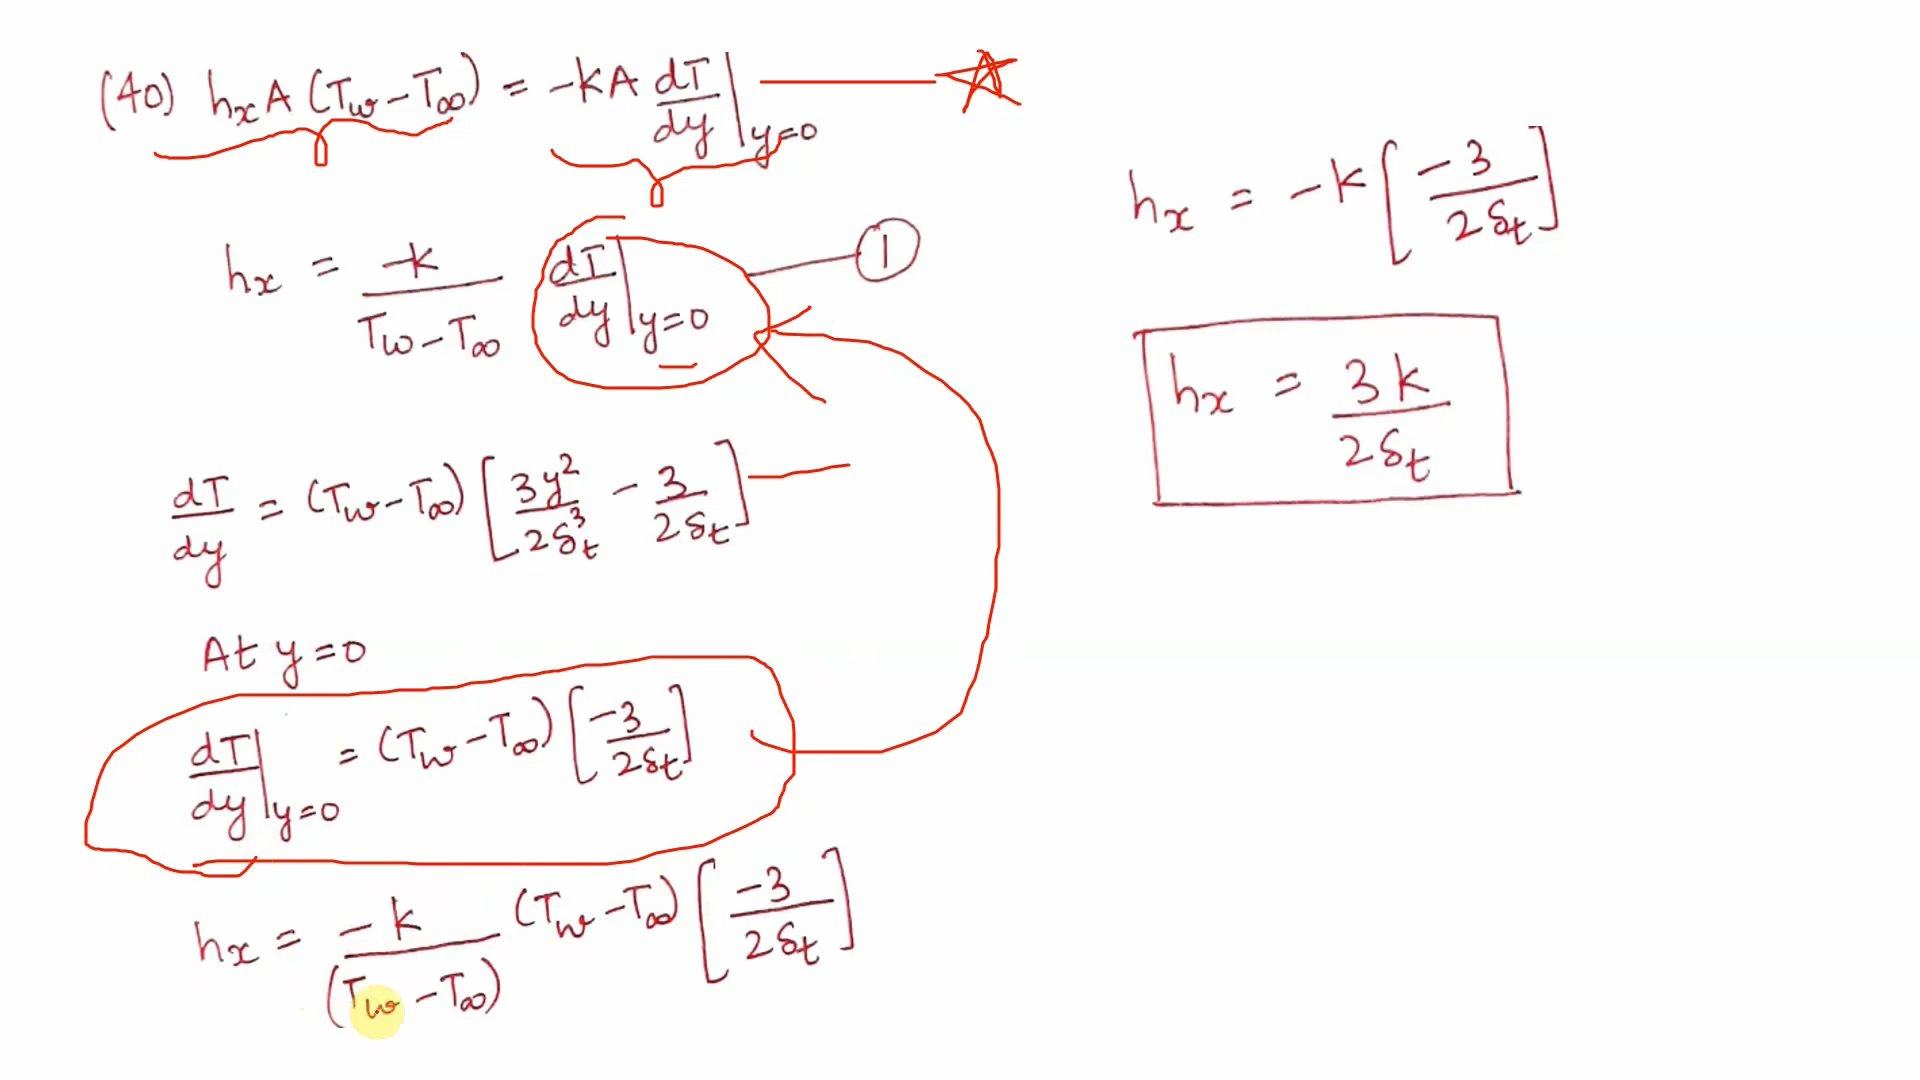 (40) hx A (Tw - T∞) = -kA dT/dy |y=0
hx = -k/(Tw - T∞) dT/dy |y=0 ①
dT/dy = (Tw - T∞) [3y²/2δt³ - 3/2δt]
At y = 0
dT/dy |y=0 = (Tw - T∞) [-3/2δt]
hx = -k/(Tw - T∞) (Tw - T∞) [-3/2δt]
hx = -k [-3/2δt]
hx = 3k/2δt